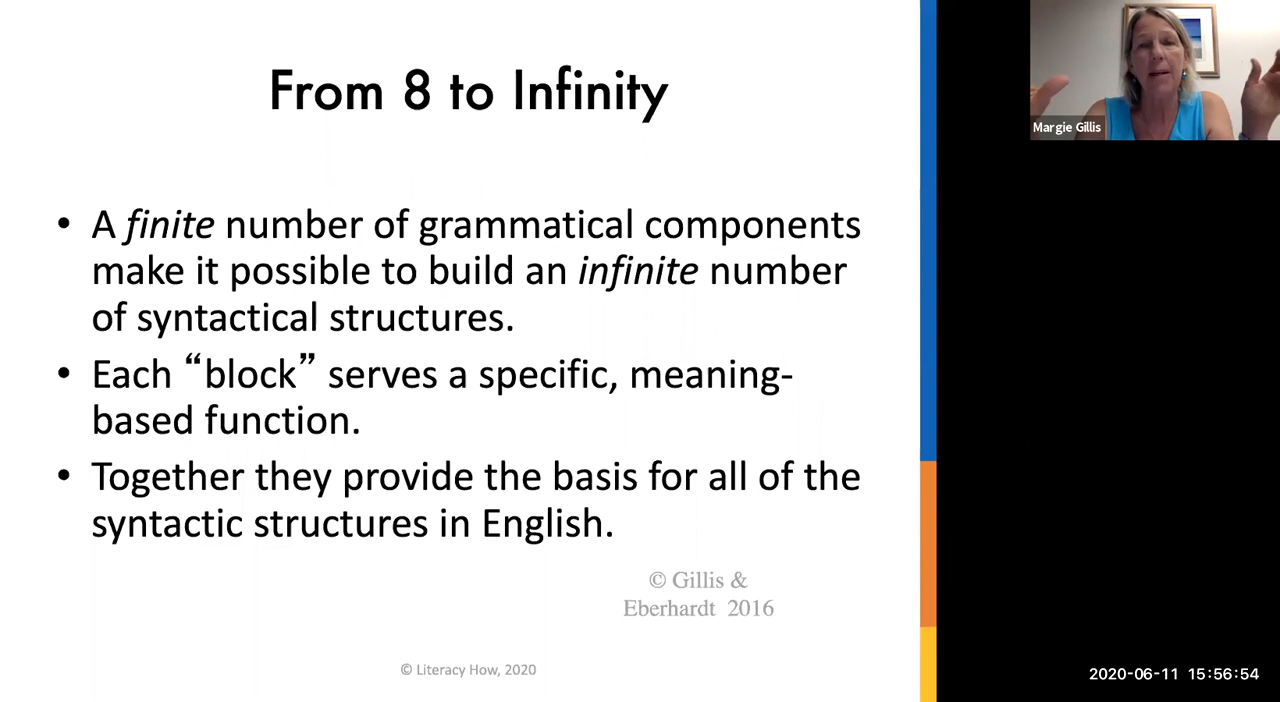 From 8 to Infinity
• A finite number of grammatical components
make it possible to build an infinite number
of syntactical structures.
• Each “block” serves a specific, meaning-
based function.
• Together they provide the basis for all of the
syntactic structures in English.
© Gillis &
Eberhardt 2016
© Literacy How, 2020
Margie Gillis
2020-06-11 15:56:54